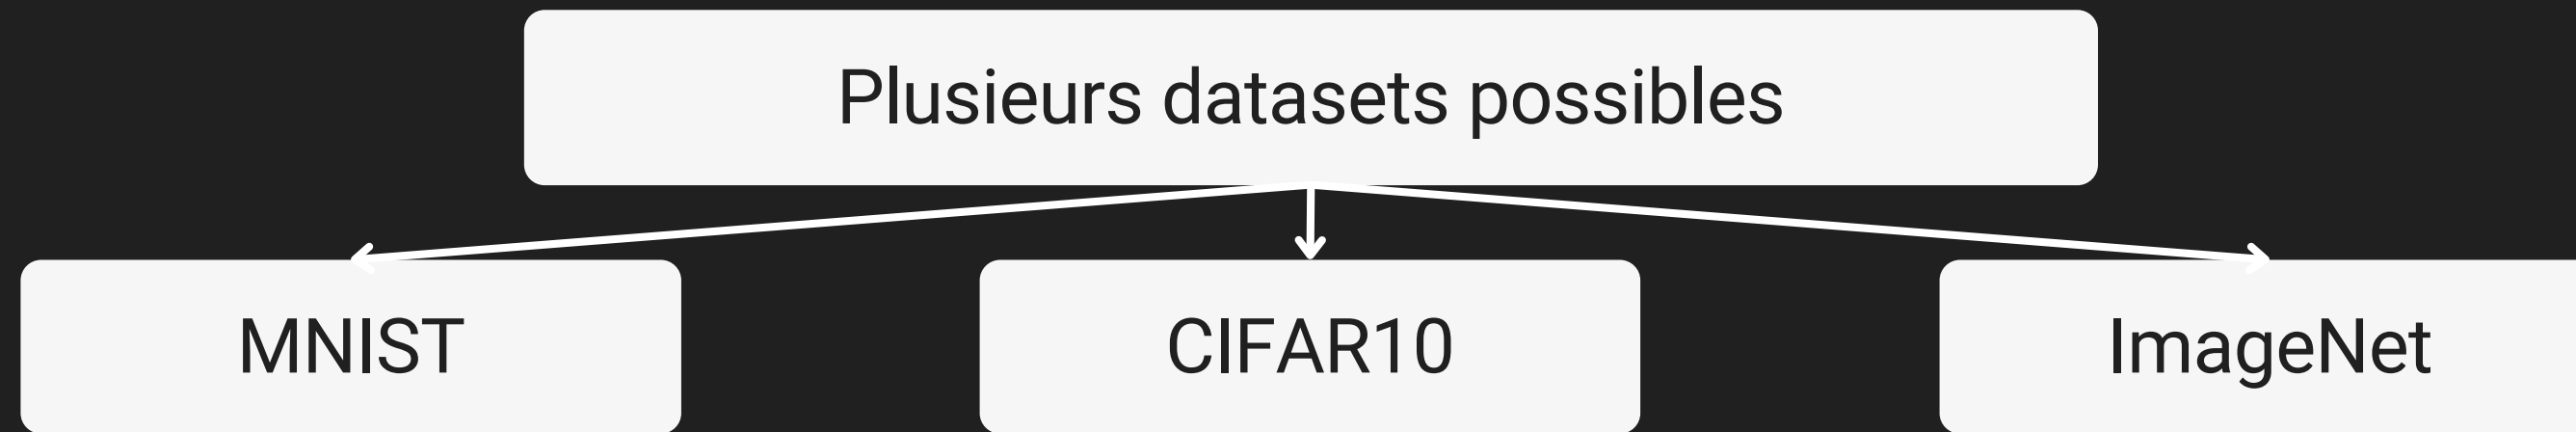 Plusieurs datasets possibles
MNIST
CIFAR10
ImageNet